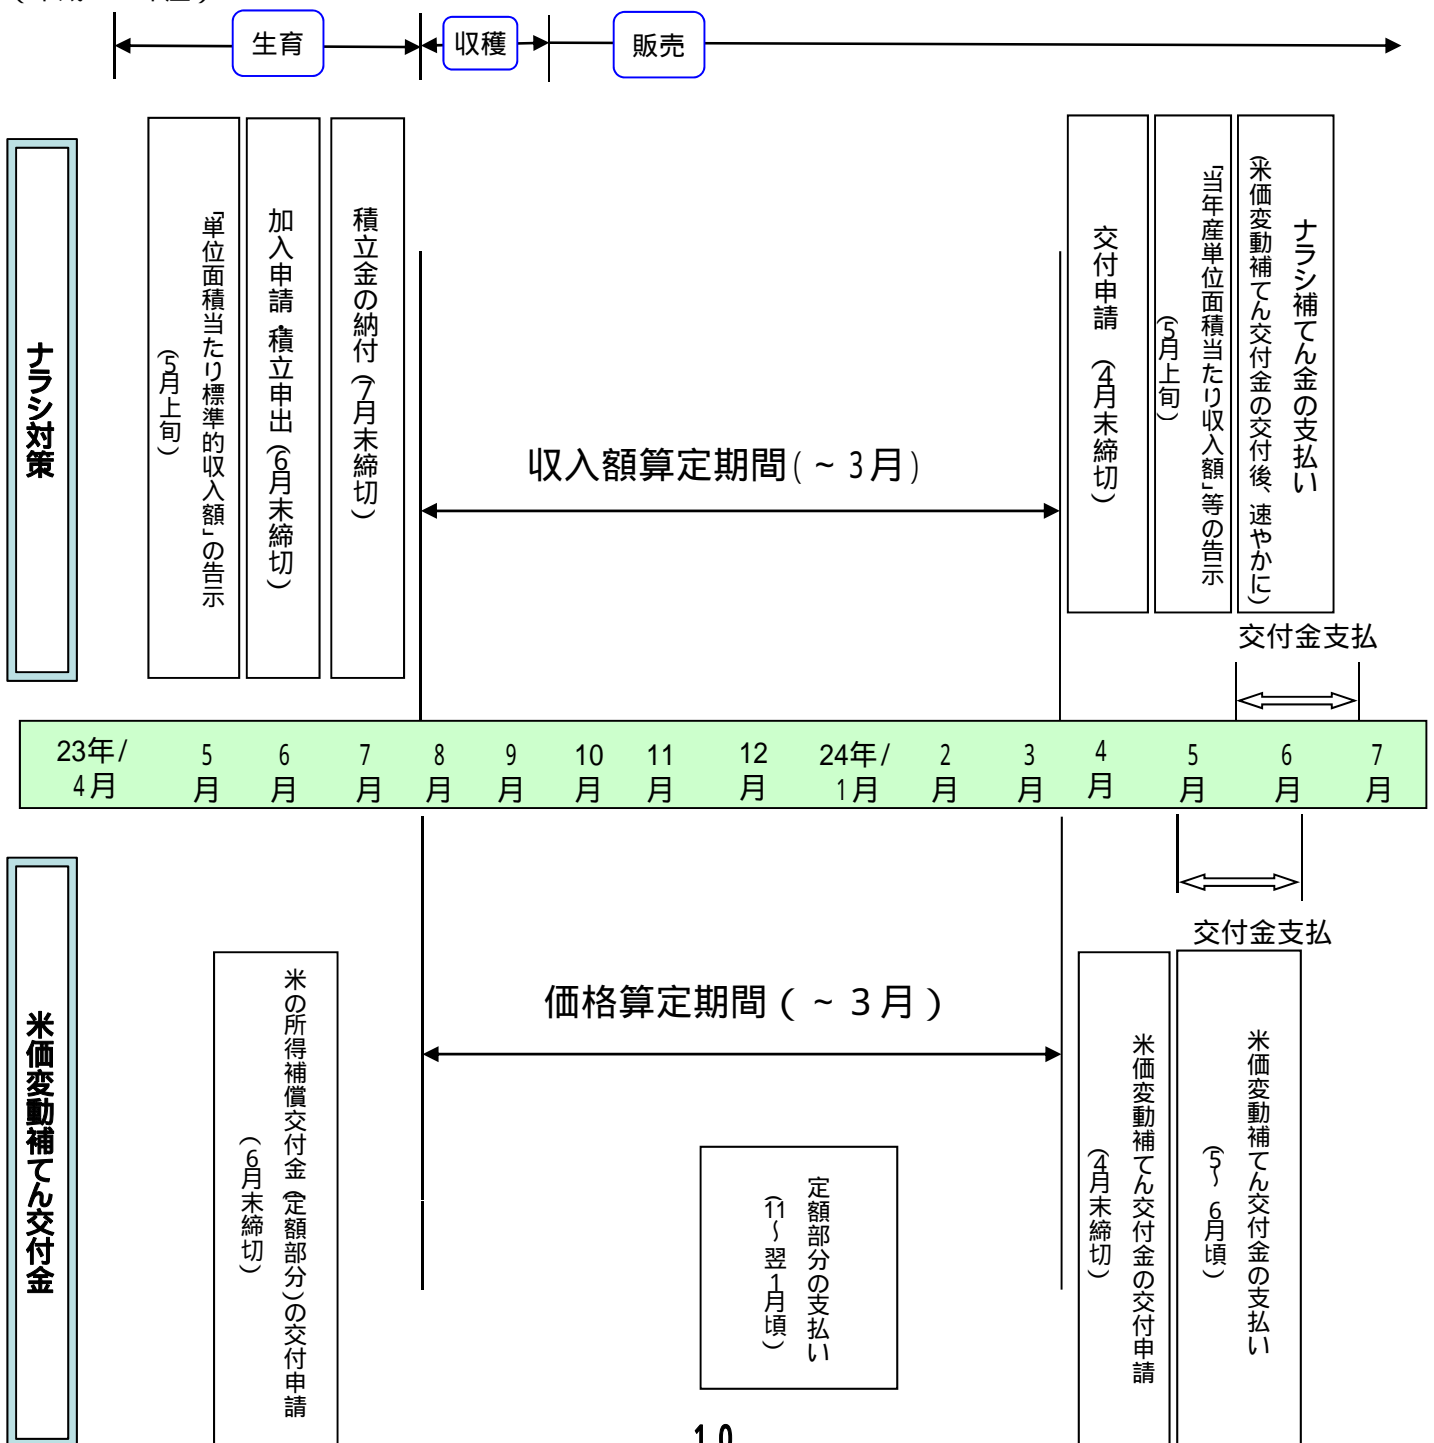 生育
収穫
販売
ナラシ対策
「単位面積当たり標準的収入額」の告示
(5月上旬)
加入申請・積立申出(6月末締切)
積立金の納付(7月末締切)
収入額算定期間(~3月)
交付申請 (4月末締切)
「当年産単位面積当たり収入額」等の告示
(5月上旬)
ナラシ補てん金の支払い
(米価変動補てん交付金の交付後、速やかに)
交付金支払
23年/
4月
5
月
6
月
7
月
8
月
9
月
10
月
11
月
12
月
24年/
1月
2
月
3
月
4
月
5
月
6
月
7
月
交付金支払
米価変動補てん交付金
米の所得補償交付金(定額部分)の交付申請
(6月末締切)
価格算定期間(~3月)
定額部分の支払い
(11~翌1月頃)
米価変動補てん交付金の交付申請
(4月末締切)
米価変動補てん交付金の支払い
(5~6月頃)
10